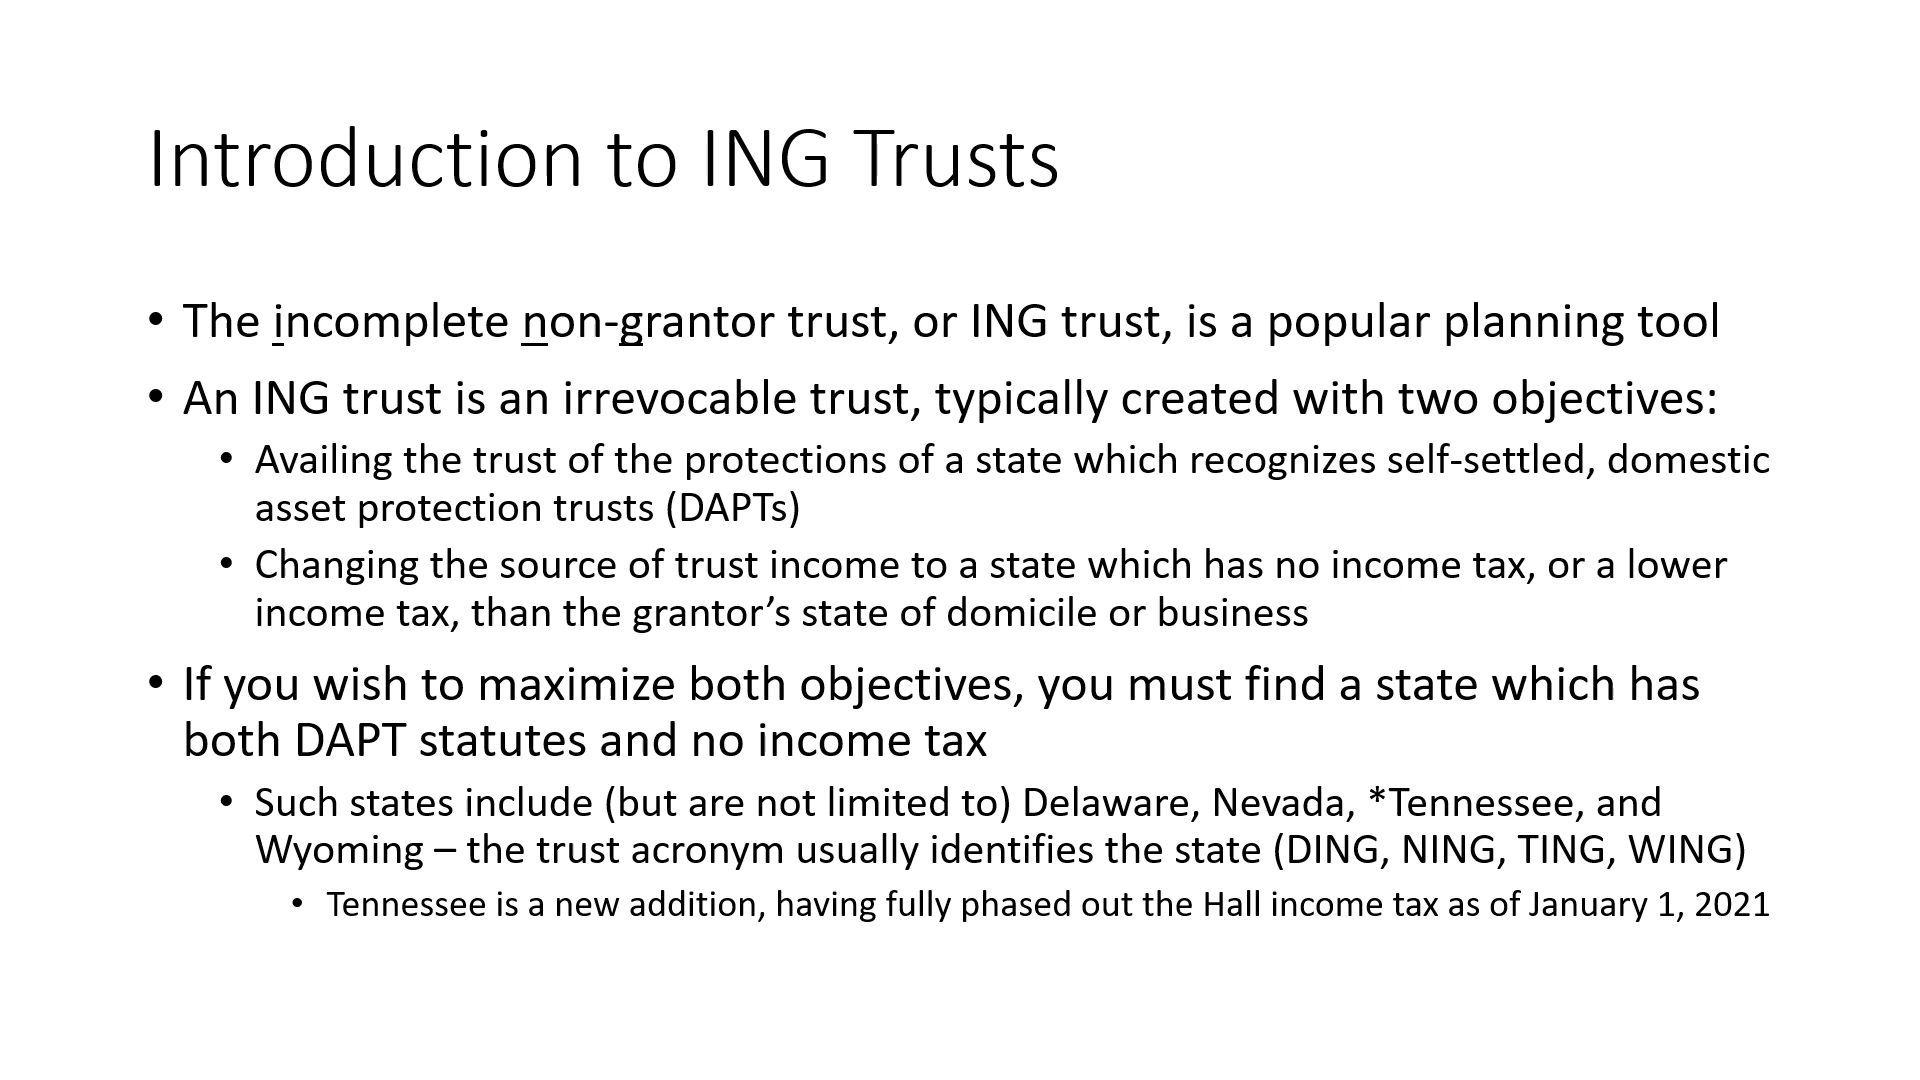 Introduction to ING Trusts
• The incomplete non-grantor trust, or ING trust, is a popular planning tool
• An ING trust is an irrevocable trust, typically created with two objectives:
• Availing the trust of the protections of a state which recognizes self-settled, domestic
asset protection trusts (DAPTs)
• Changing the source of trust income to a state which has no income tax, or a lower
income tax, than the grantor’s state of domicile or business
• If you wish to maximize both objectives, you must find a state which has
both DAPT statutes and no income tax
• Such states include (but are not limited to) Delaware, Nevada, *Tennessee, and
Wyoming – the trust acronym usually identifies the state (DING, NING, TING, WING)
• Tennessee is a new addition, having fully phased out the Hall income tax as of January 1, 2021